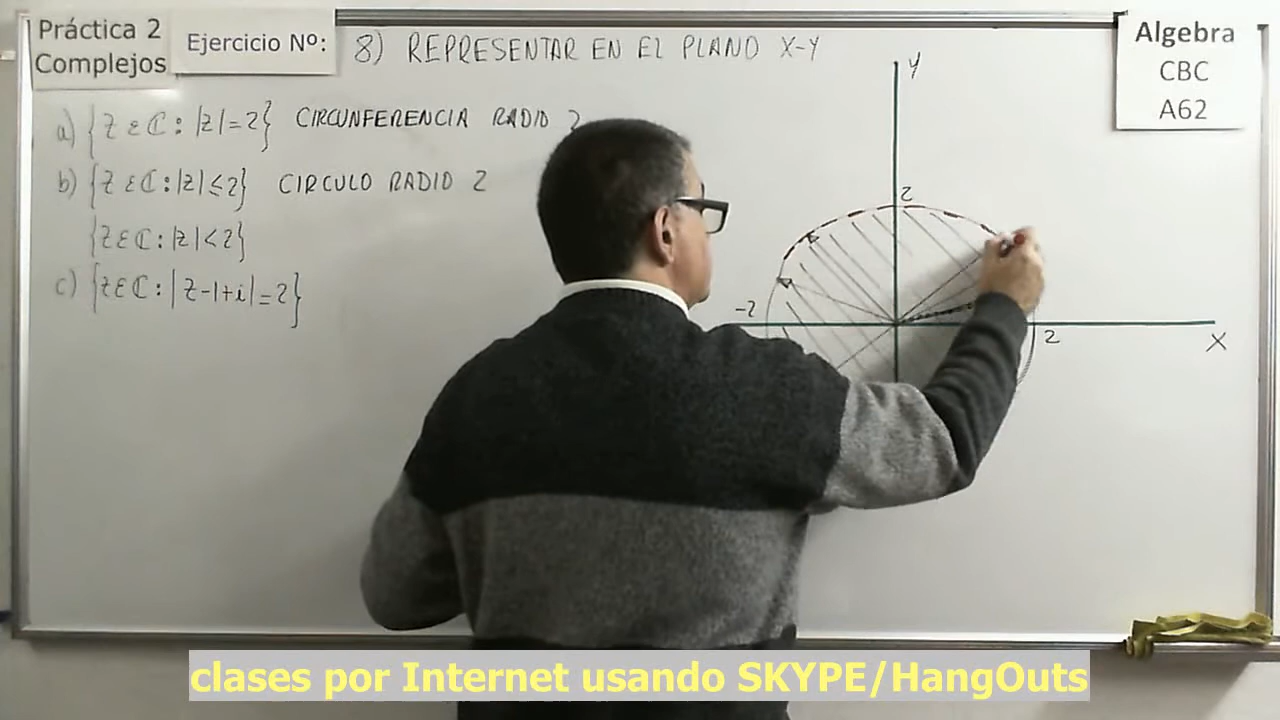 Práctica 2
Complejos
Ejercicio Nº:
8) REPRESENTAR EN EL PLANO X-Y
Algebra
CBC
A62
a) {Z ε ℂ : |z| = 2} CIRCUNFERENCIA RADIO 2
b) {Z ε ℂ : |z| ≤ 2} CIRCULO RADIO 2
{Z ε ℂ : |z| < 2}
c) {Z ε ℂ : |Z-1+i| = 2}
Y
2
-2
2
X
clases por Internet usando SKYPE/HangOuts